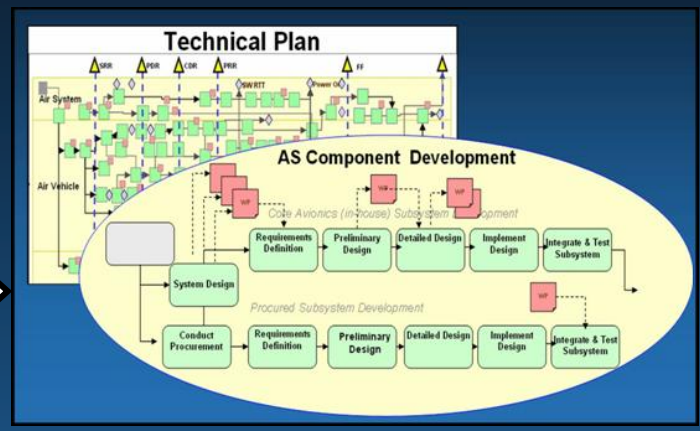 Technical Plan
SRR PDR CDR PRR FF
SWRTT Power On
Air System
Air Vehicle
AS Component Development
WP
WP
WP
WP
Core Avionics (in-house) Subsystem Development
Requirements
Definition
Preliminary
Design
Detailed Design
Implement
Design
Integrate & Test
Subsystem
System Design
WP
Procured Subsystem Development
Conduct
Procurement
Requirements
Definition
Preliminary
Design
Detailed Design
Implement
Design
Integrate & Test
Subsystem